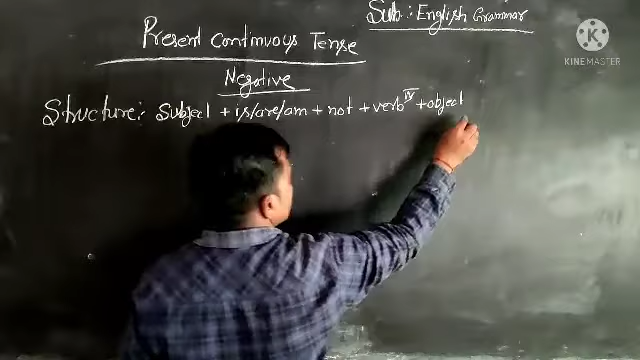 Sub.: English Grammar
Present Continuous Tense
Negative
Structure: Subject + is/are/am + not + verb IV + object
KINEMASTER